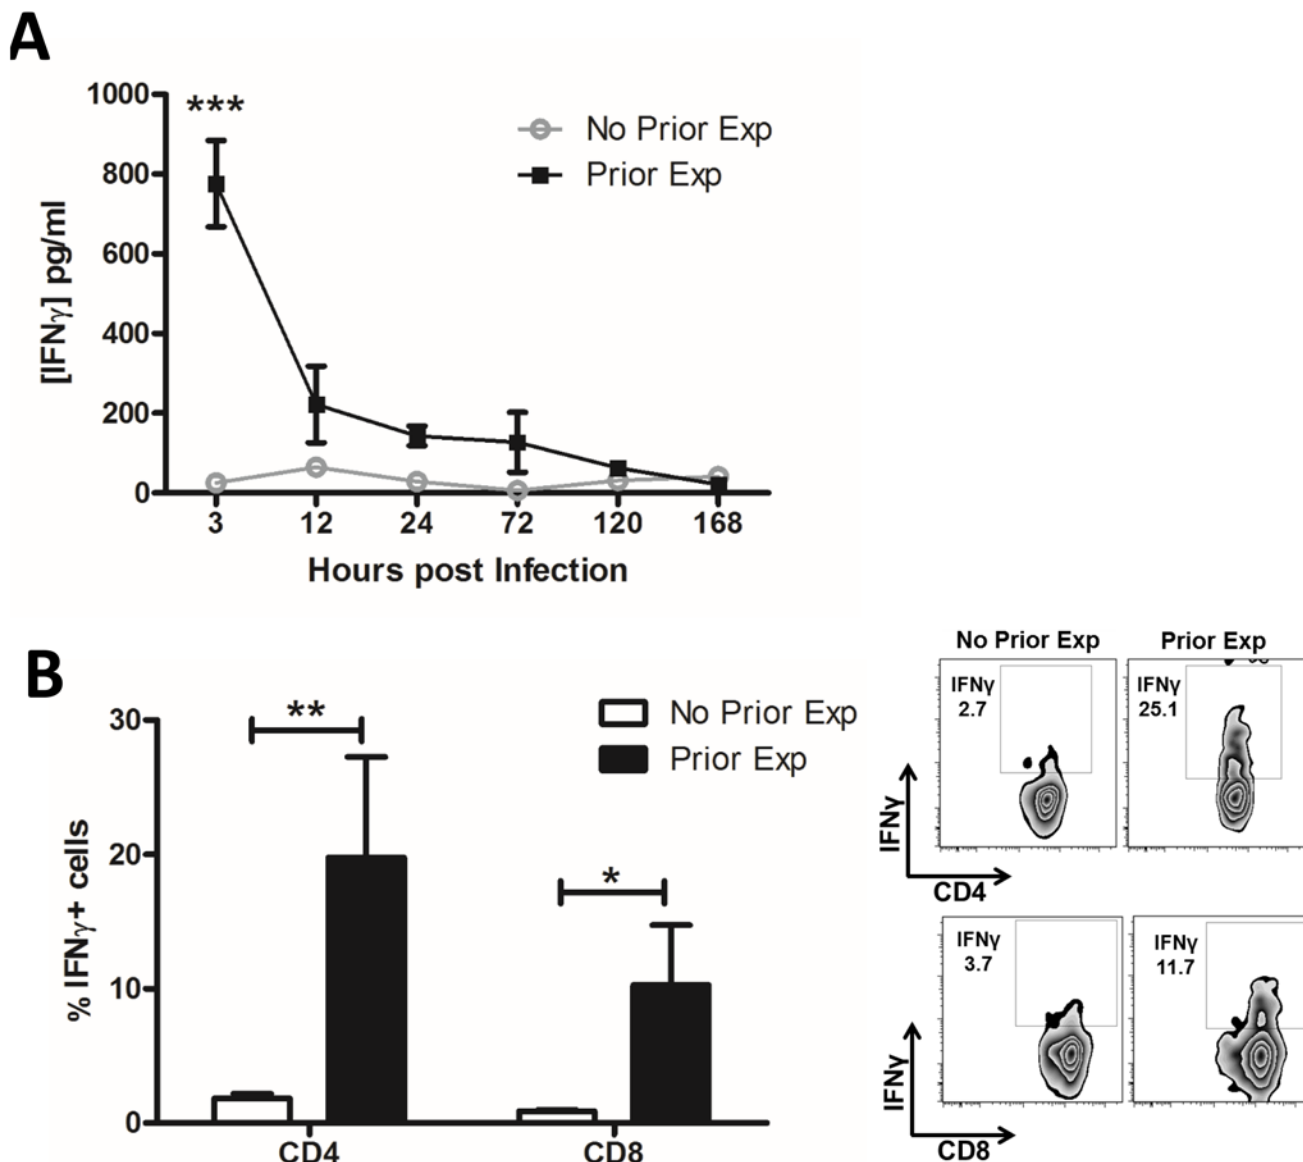 A
1000
***
800
600
400
200
0
[IFNγ] pg/ml
No Prior Exp
Prior Exp
3 12 24 72 120 168
Hours post Infection
B
30
20
10
0
% IFNγ+ cells
**
*
No Prior Exp
Prior Exp
CD4 CD8
No Prior Exp Prior Exp
IFNγ
2.7
IFNγ
25.1
IFNγ
CD4
IFNγ
3.7
IFNγ
11.7
IFNγ
CD8